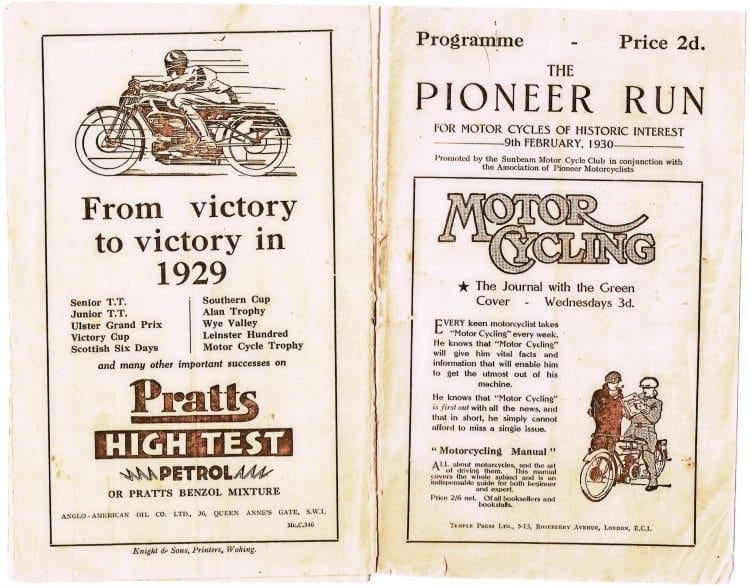 From victory
to victory in
1929
Senior T.T.
Junior T.T.
Ulster Grand Prix
Victory Cup
Scottish Six Days
Southern Cup
Alan Trophy
Wye Valley
Leinster Hundred
Motor Cycle Trophy
and many other important successes on
Pratts
HIGH TEST
PETROL
OR PRATTS BENZOL MIXTURE
ANGLO-AMERICAN OIL CO. LTD., 36, QUEEN ANNE'S GATE, S.W.1
Mc.C.346
Knight & Sons, Printers, Woking.
Programme - Price 2d.
THE
PIONEER RUN
FOR MOTOR CYCLES OF HISTORIC INTEREST
9th FEBRUARY, 1930
Promoted by the Sunbeam Motor Cycle Club in conjunction with
the Association of Pioneer Motorcyclists
MOTOR
CYCLING
★ The Journal with the Green
Cover - Wednesdays 3d.
EVERY keen motorcyclist takes
"Motor Cycling" every week.
He knows that "Motor Cycling"
will give him vital facts and
information that will enable him
to get the utmost out of his
machine.
He knows that "Motor Cycling"
is first out with all the news, and
that in short, he simply cannot
afford to miss a single issue.
"Motorcycling Manual"
ALL about motorcycles, and the art
of driving them. This manual
covers the whole subject and is an
indispensable guide for both beginner
and expert.
Price 2/6 net. Of all booksellers and
bookstalls.
TEMPLE PRESS LTD., 5-15, ROSEBERY AVENUE, LONDON, E.C.1.